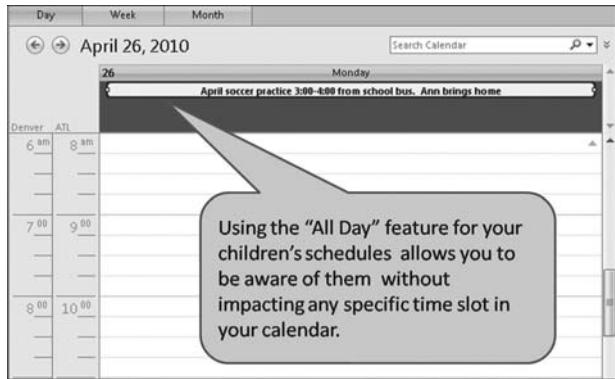 Day Week Month
April 26, 2010 Search Calendar
26 Monday
April soccer practice 3:00-4:00 from school bus. Ann brings home
Denver ATL
6 am 8 am
7 00 9 00
8 00 10 00
Using the “All Day” feature for your
children’s schedules allows you to
be aware of them without
impacting any specific time slot in
your calendar.